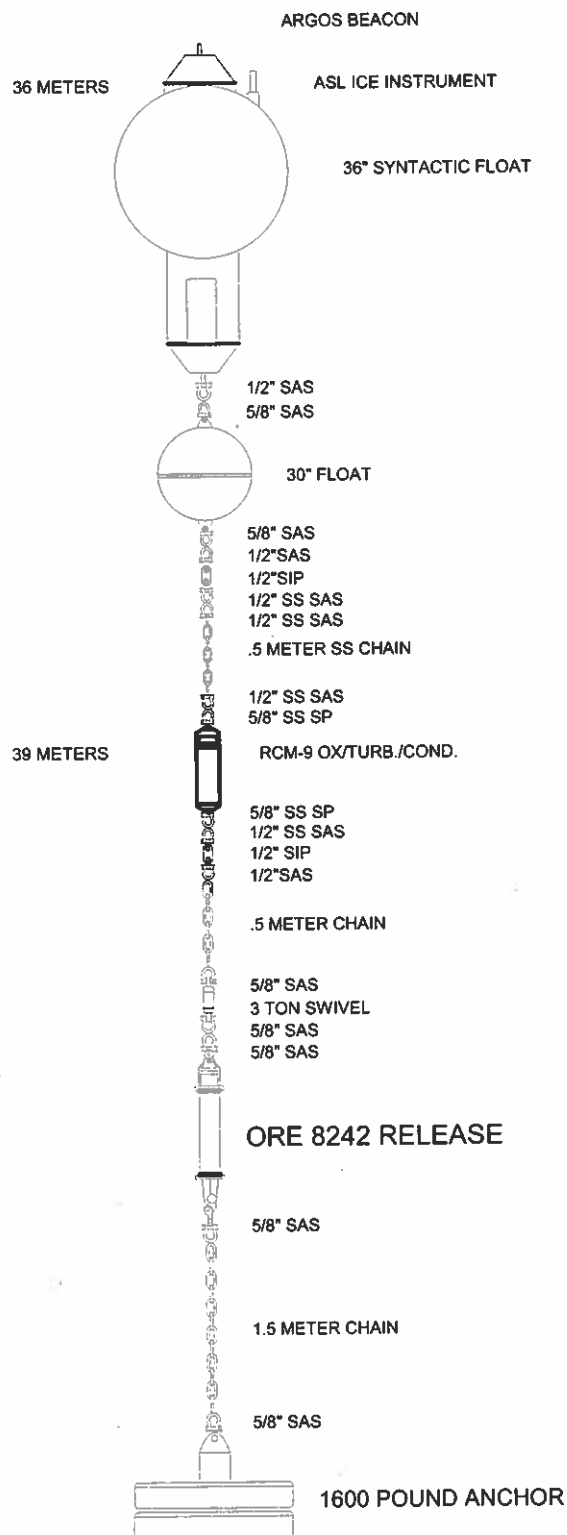 ARGOS BEACON
36 METERS
ASL ICE INSTRUMENT
36" SYNTACTIC FLOAT
1/2" SAS
5/8" SAS
30" FLOAT
5/8" SAS
1/2"SAS
1/2"SIP
1/2" SS SAS
1/2" SS SAS
.5 METER SS CHAIN
1/2" SS SAS
5/8" SS SP
39 METERS
RCM-9 OX/TURB./COND.
5/8" SS SP
1/2" SS SAS
1/2" SIP
1/2"SAS
.5 METER CHAIN
5/8" SAS
3 TON SWIVEL
5/8" SAS
5/8" SAS
ORE 8242 RELEASE
5/8" SAS
1.5 METER CHAIN
5/8" SAS
1600 POUND ANCHOR